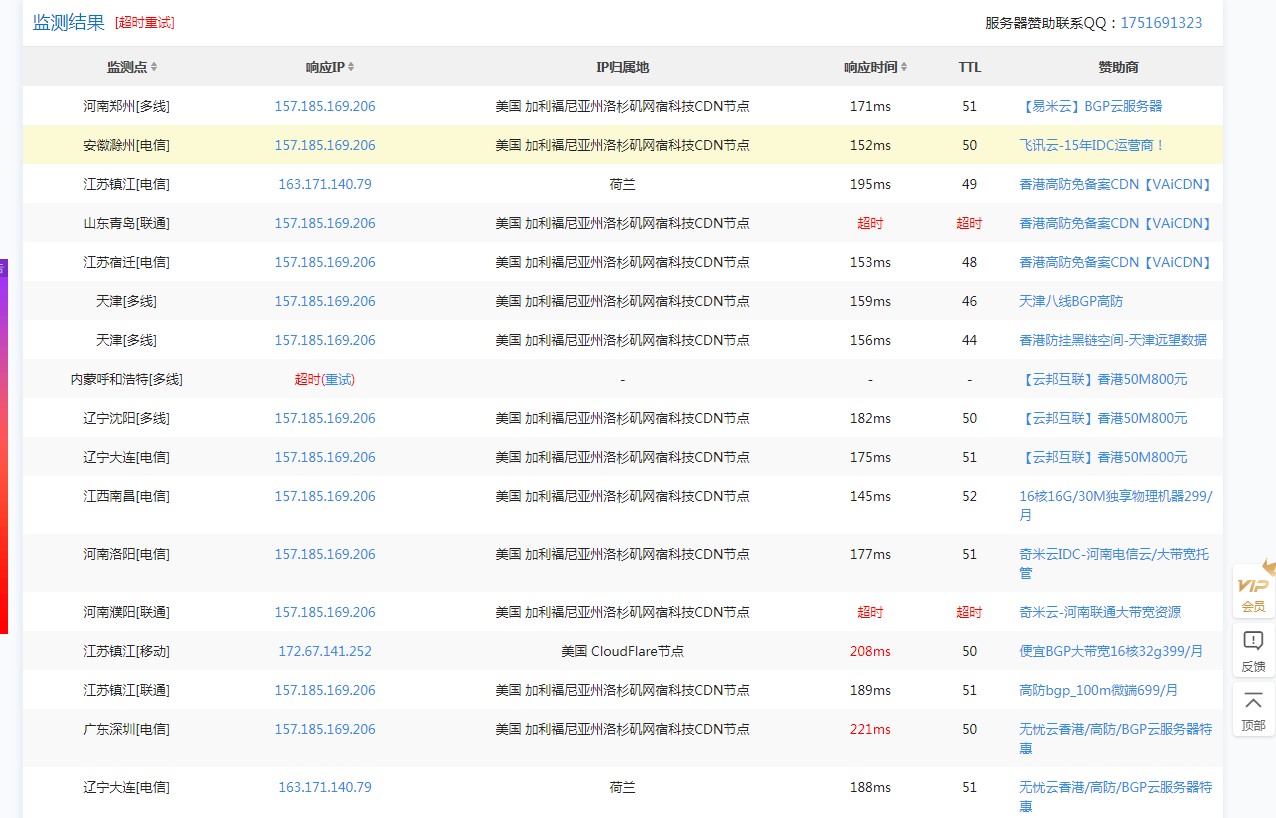 监测结果 [超时重试] 服务器赞助联系QQ：1751691323
监测点 响应IP IP归属地 响应时间 TTL 赞助商
河南郑州[多线] 157.185.169.206 美国 加利福尼亚州洛杉矶网宿科技CDN节点 171ms 51 【易米云】BGP云服务器
安徽滁州[电信] 157.185.169.206 美国 加利福尼亚州洛杉矶网宿科技CDN节点 152ms 50 飞讯云-15年IDC运营商！
江苏镇江[电信] 163.171.140.79 荷兰 195ms 49 香港高防免备案CDN【VAiCDN】
山东青岛[联通] 157.185.169.206 美国 加利福尼亚州洛杉矶网宿科技CDN节点 超时 超时 香港高防免备案CDN【VAiCDN】
江苏宿迁[电信] 157.185.169.206 美国 加利福尼亚州洛杉矶网宿科技CDN节点 153ms 48 香港高防免备案CDN【VAiCDN】
天津[多线] 157.185.169.206 美国 加利福尼亚州洛杉矶网宿科技CDN节点 159ms 46 天津八线BGP高防
天津[多线] 157.185.169.206 美国 加利福尼亚州洛杉矶网宿科技CDN节点 156ms 44 香港防挂黑链空间-天津远望数据
内蒙呼和浩特[多线] 超时(重试) - - - 【云邦互联】香港50M800元
辽宁沈阳[多线] 157.185.169.206 美国 加利福尼亚州洛杉矶网宿科技CDN节点 182ms 50 【云邦互联】香港50M800元
辽宁大连[电信] 157.185.169.206 美国 加利福尼亚州洛杉矶网宿科技CDN节点 175ms 51 【云邦互联】香港50M800元
江西南昌[电信] 157.185.169.206 美国 加利福尼亚州洛杉矶网宿科技CDN节点 145ms 52 16核16G/30M独享物理机器299/
月
河南洛阳[电信] 157.185.169.206 美国 加利福尼亚州洛杉矶网宿科技CDN节点 177ms 51 奇米云IDC-河南电信云/大带宽托
管
河南濮阳[联通] 157.185.169.206 美国 加利福尼亚州洛杉矶网宿科技CDN节点 超时 超时 奇米云-河南联通大带宽资源
江苏镇江[移动] 172.67.141.252 美国 CloudFlare节点 208ms 50 便宜BGP大带宽16核32g399/月
江苏镇江[联通] 157.185.169.206 美国 加利福尼亚州洛杉矶网宿科技CDN节点 189ms 51 高防bgp_100m微端699/月
广东深圳[电信] 157.185.169.206 美国 加利福尼亚州洛杉矶网宿科技CDN节点 221ms 50 无忧云香港/高防/BGP云服务器特
惠
辽宁大连[电信] 163.171.140.79 荷兰 188ms 51 无忧云香港/高防/BGP云服务器特
惠
VIP
会员
反馈
顶部